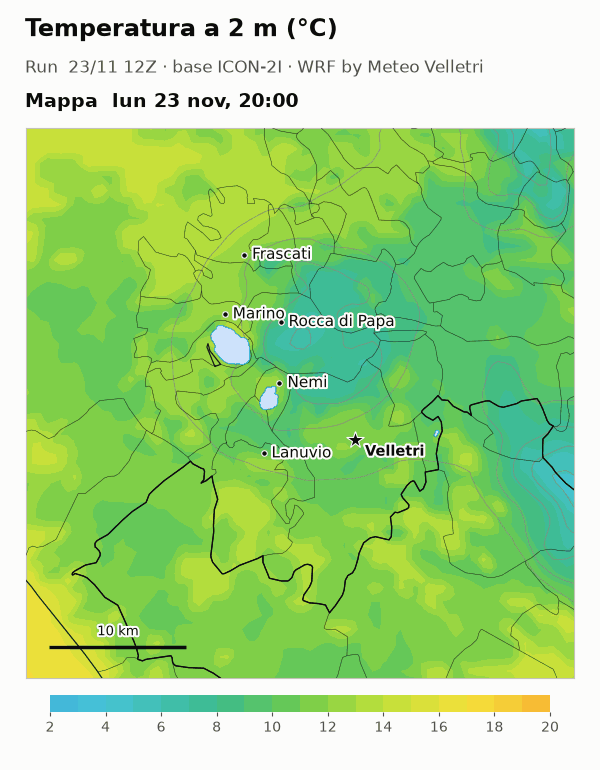 Temperatura a 2 m (°C)
Run  23/11 12Z · base ICON-2I · WRF by Meteo Velletri
Mappa  lun 23 nov, 20:00
Frascati
Marino
Rocca di Papa
Nemi
Velletri
Lanuvio
10 km
2 4 6 8 10 12 14 16 18 20